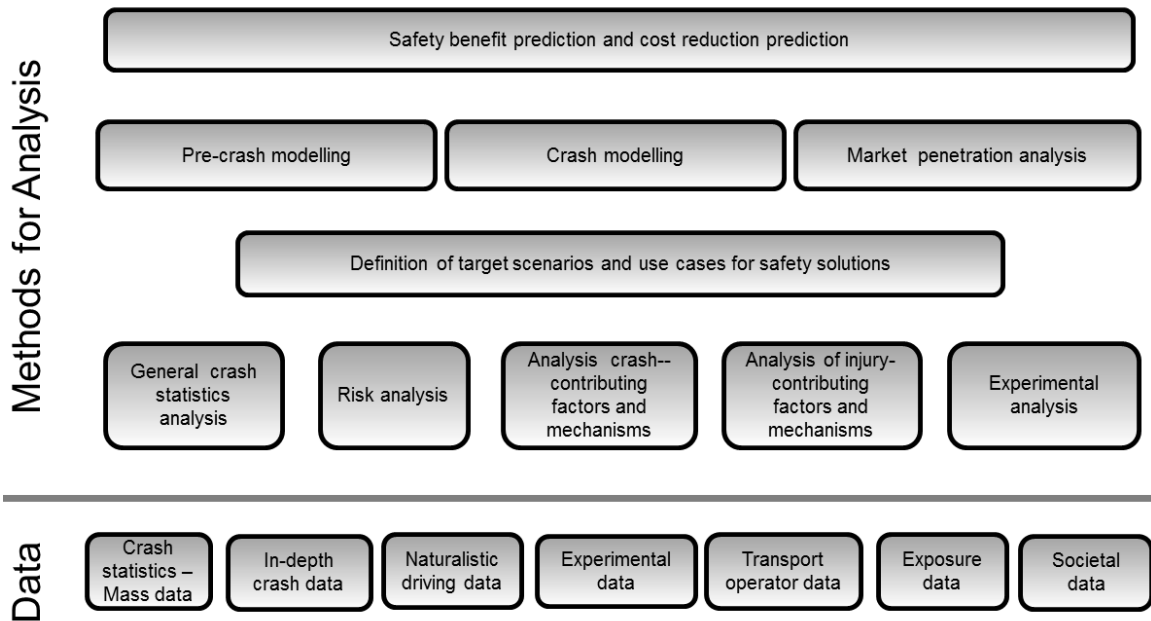 Methods for Analysis
Safety benefit prediction and cost reduction prediction
Pre-crash modelling
Crash modelling
Market penetration analysis
Definition of target scenarios and use cases for safety solutions
General crash
statistics
analysis
Risk analysis
Analysis crash--
contributing
factors and
mechanisms
Analysis of injury-
contributing
factors and
mechanisms
Experimental
analysis
Data
Crash
statistics –
Mass data
In-depth
crash data
Naturalistic
driving data
Experimental
data
Transport
operator data
Exposure
data
Societal
data